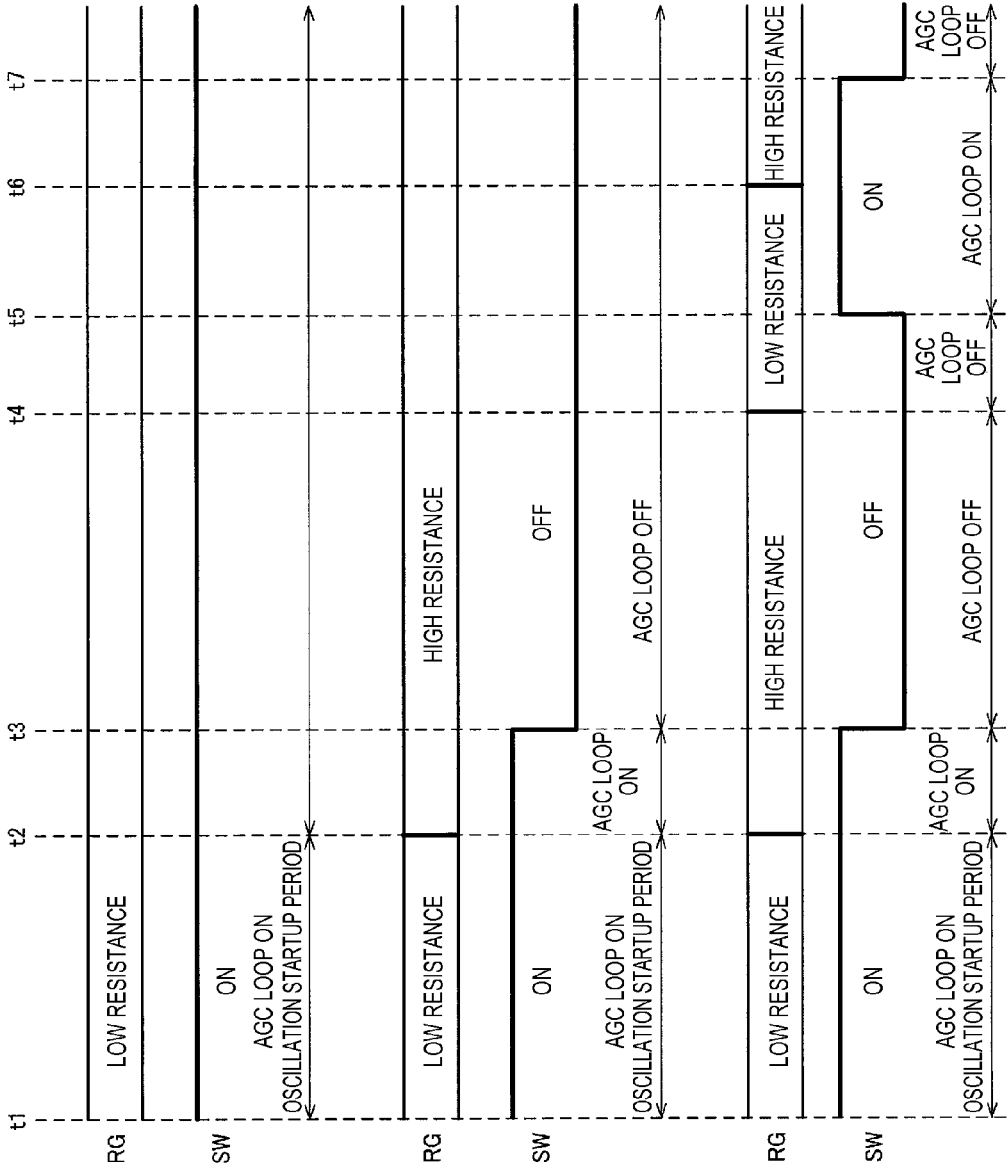 t1
t2
t3
t4
t5
t6
t7
RG
LOW RESISTANCE
SW
ON
AGC LOOP ON
OSCILLATION STARTUP PERIOD
RG
LOW RESISTANCE
HIGH RESISTANCE
SW
ON
OFF
AGC LOOP ON
OSCILLATION STARTUP PERIOD
AGC LOOP
ON
AGC LOOP OFF
RG
LOW RESISTANCE
HIGH RESISTANCE
LOW RESISTANCE
HIGH RESISTANCE
SW
ON
OFF
ON
AGC LOOP ON
OSCILLATION STARTUP PERIOD
AGC LOOP
ON
AGC LOOP OFF
AGC
LOOP
OFF
AGC LOOP ON
AGC
LOOP
OFF